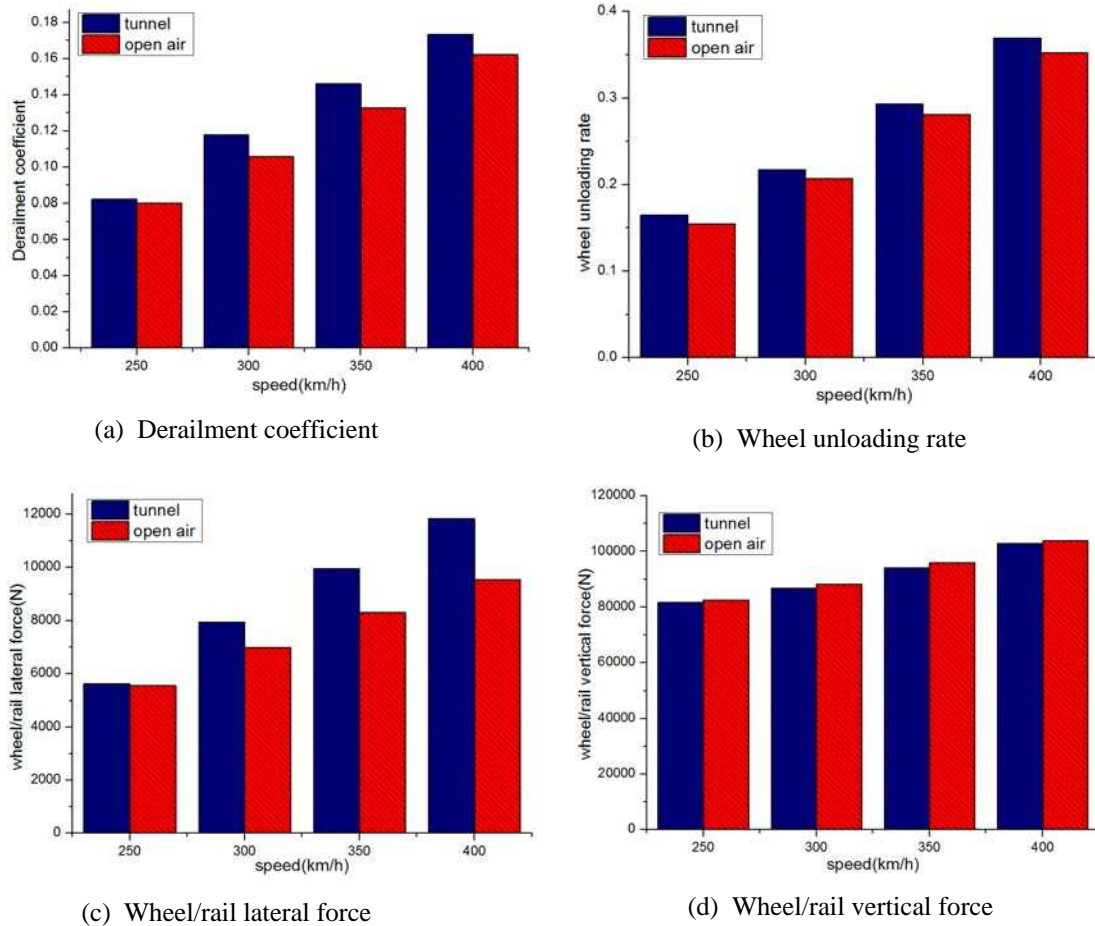 0.18
0.16
0.14
0.12
0.10
0.08
0.06
0.04
0.02
0.00
Derailment coefficient
tunnel
open air
250 300 350 400
speed(km/h)
(a) Derailment coefficient
0.4
0.3
0.2
0.1
0.0
wheel unloading rate
tunnel
open air
250 300 350 400
speed(km/h)
(b) Wheel unloading rate
12000
10000
8000
6000
4000
2000
0
wheel/rail lateral force(N)
tunnel
open air
250 300 350 400
speed(km/h)
(c) Wheel/rail lateral force
120000
100000
80000
60000
40000
20000
0
wheel/rail vertical force(N)
tunnel
open air
250 300 350 400
speed(km/h)
(d) Wheel/rail vertical force